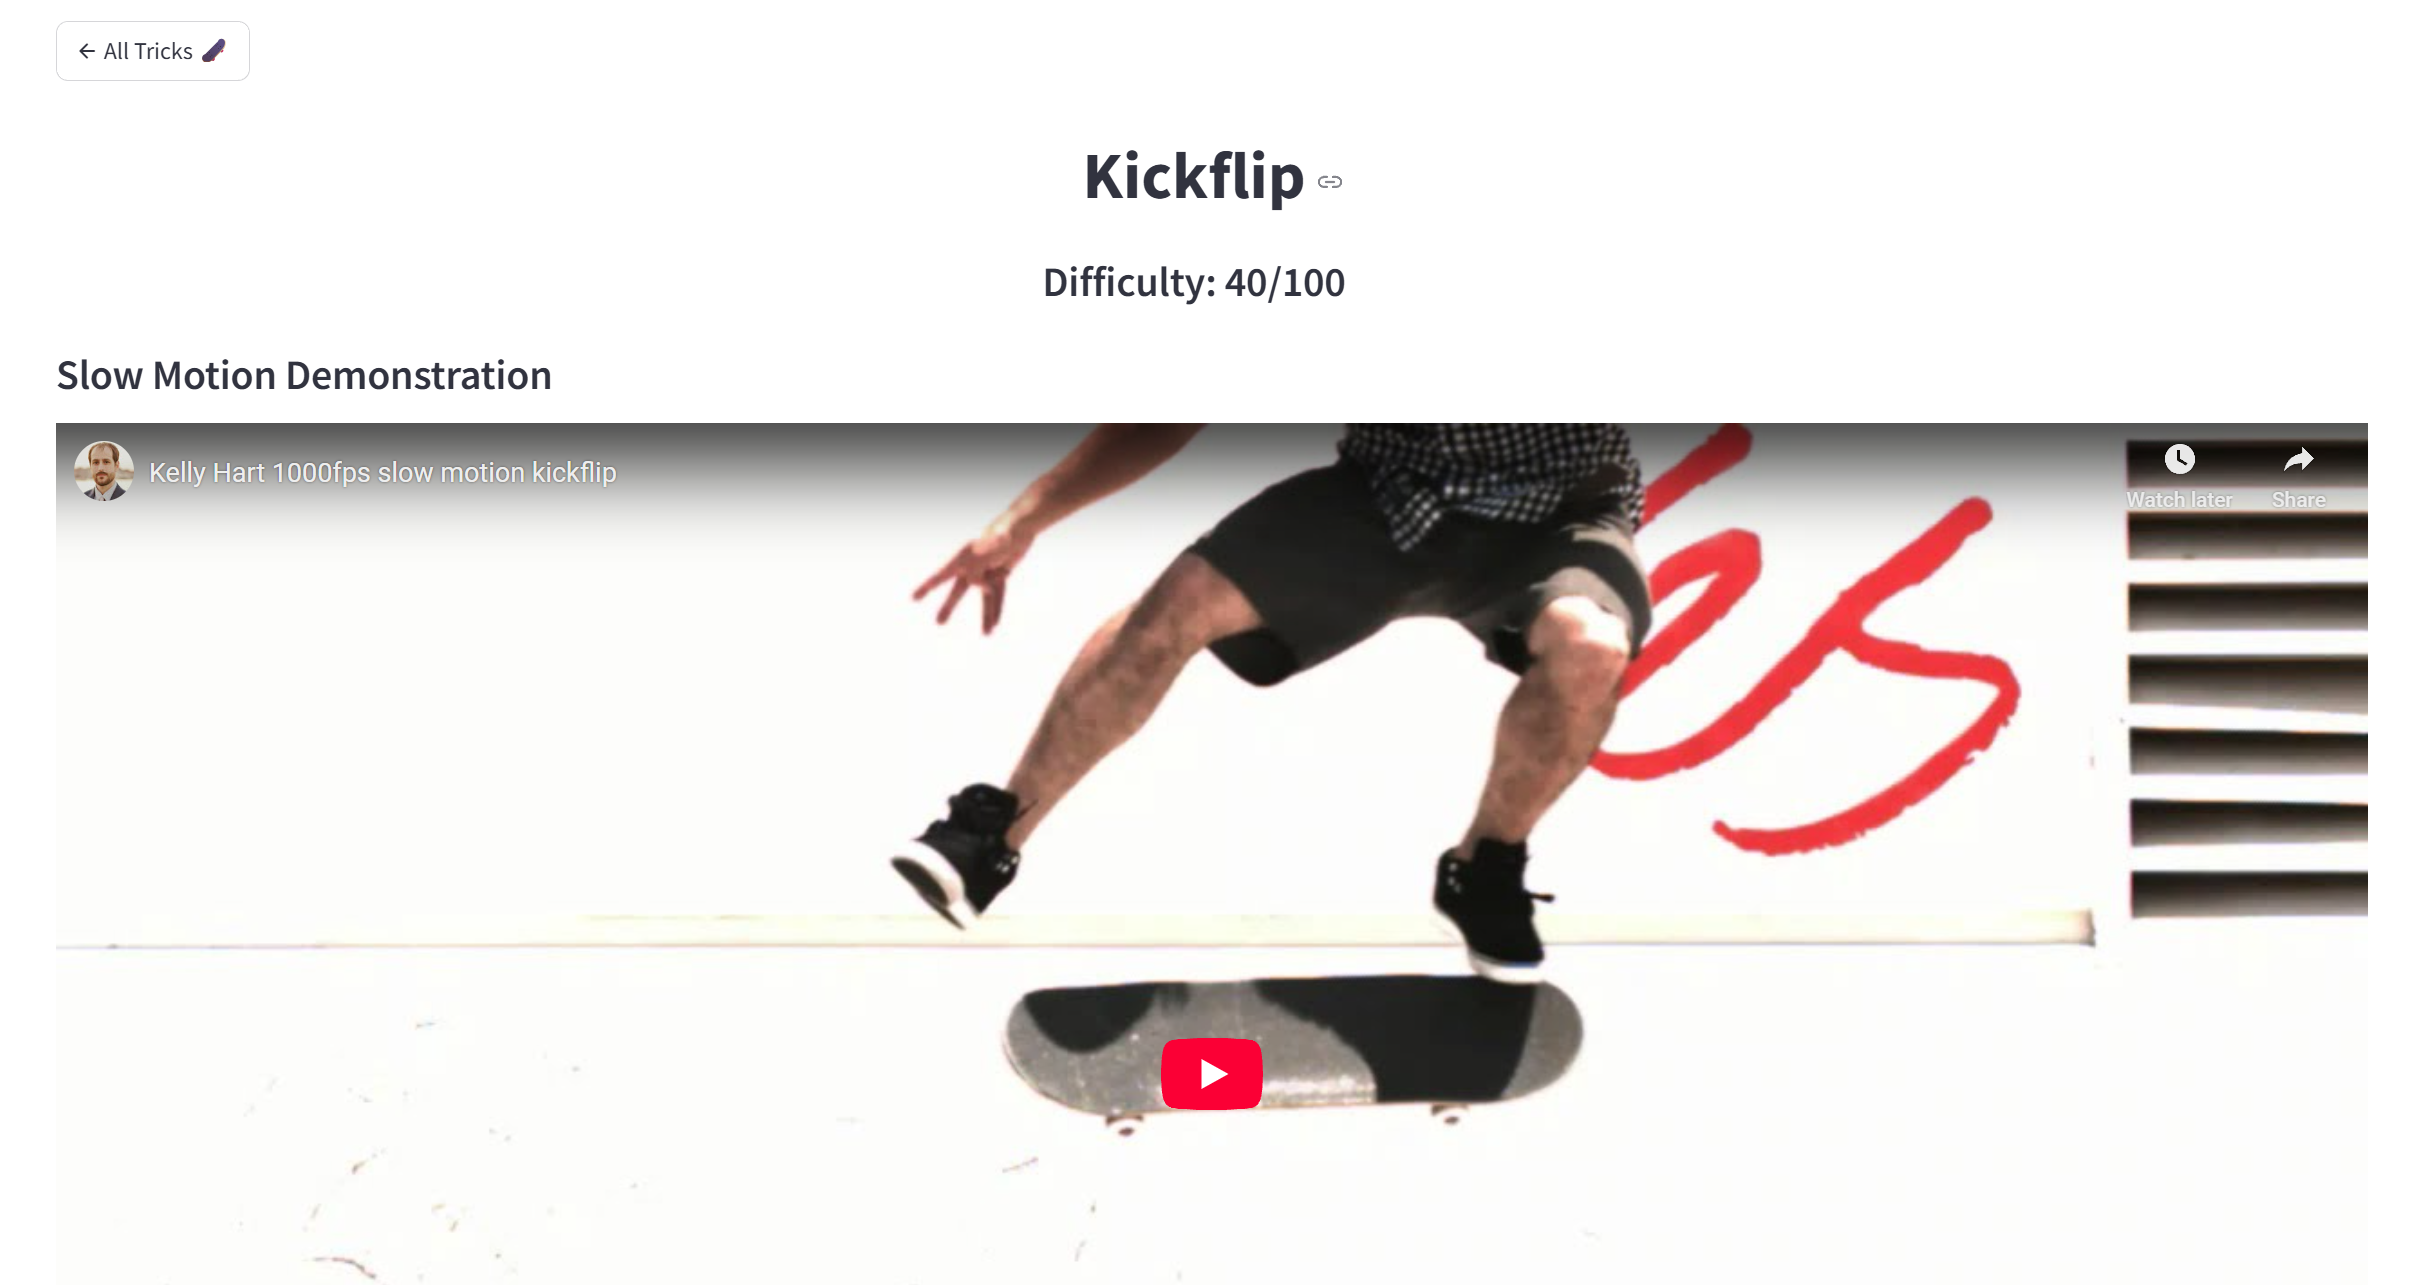 ← All Tricks
Kickflip
Difficulty: 40/100
Slow Motion Demonstration
Kelly Hart 1000fps slow motion kickflip
Watch later
Share